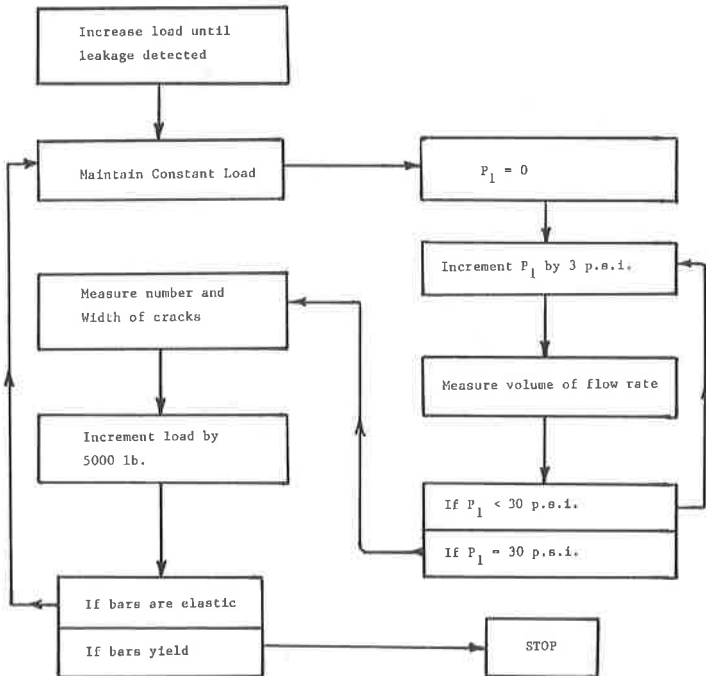 Increase load until
leakage detected
Maintain Constant Load
P1 = 0
Increment P1 by 3 p.s.i.
Measure number and
Width of cracks
Measure volume of flow rate
Increment load by
5000 lb.
If P1 < 30 p.s.i.
If P1 = 30 p.s.i.
If bars are elastic
If bars yield
STOP